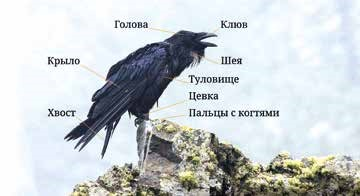 Голова
Клюв
Шея
Крыло
Туловище
Цевка
Хвост
Пальцы с когтями